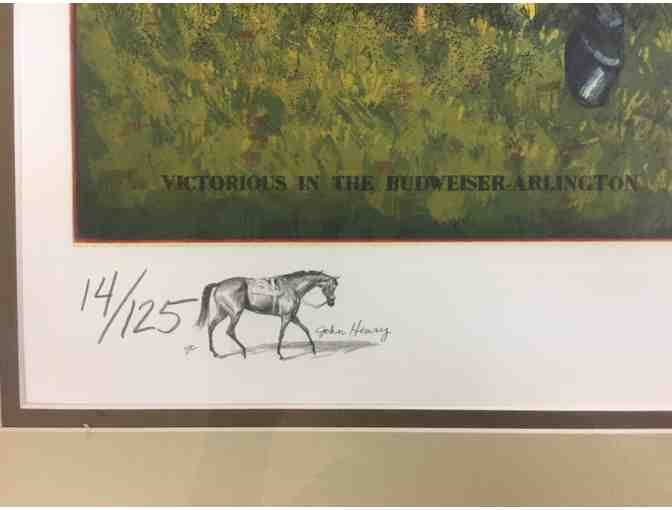 VICTORIOUS IN THE BUDWEISER-ARLINGTON
14/125
John Henry